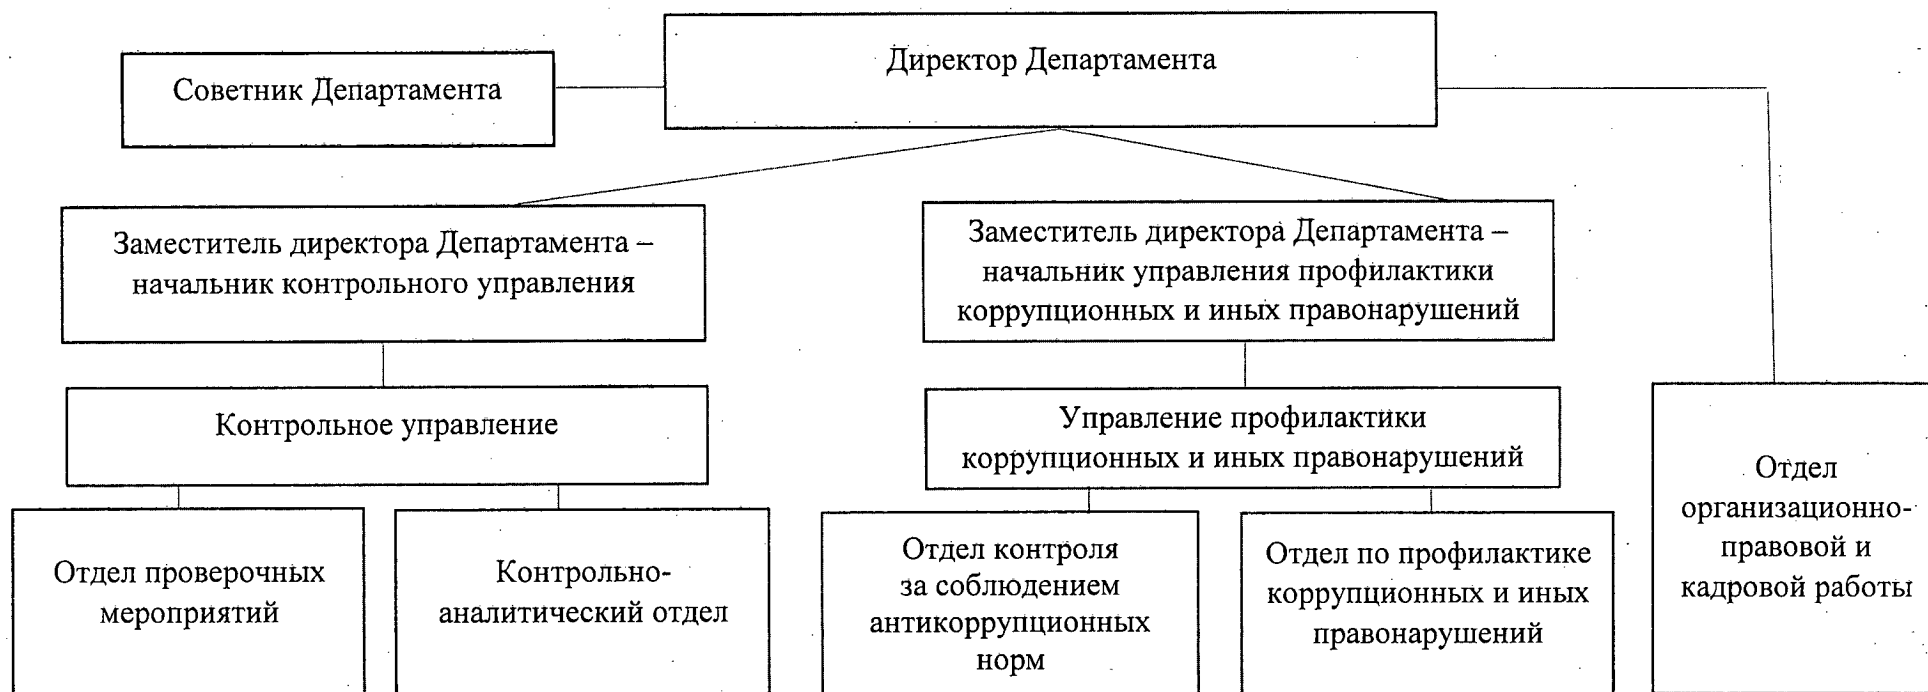 Директор Департамента
Советник Департамента
Заместитель директора Департамента –
начальник контрольного управления
Заместитель директора Департамента –
начальник управления профилактики
коррупционных и иных правонарушений
Контрольное управление
Управление профилактики
коррупционных и иных правонарушений
Отдел проверочных
мероприятий
Контрольно-
аналитический отдел
Отдел контроля
за соблюдением
антикоррупционных
норм
Отдел по профилактике
коррупционных и иных
правонарушений
Отдел
организационно-
правовой и
кадровой работы